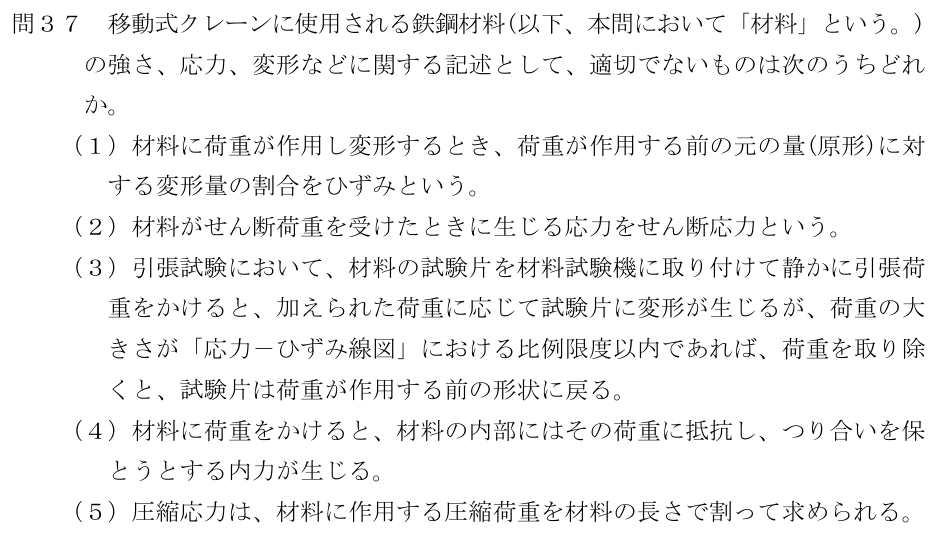 問37　移動式クレーンに使用される鉄鋼材料(以下、本問において「材料」という。)
の強さ、応力、変形などに関する記述として、適切でないものは次のうちどれ
か。
(1) 材料に荷重が作用し変形するとき、荷重が作用する前の元の量(原形)に対
する変形量の割合をひずみという。
(2) 材料がせん断荷重を受けたときに生じる応力をせん断応力という。
(3) 引張試験において、材料の試験片を材料試験機に取り付けて静かに引張荷
重をかけると、加えられた荷重に応じて試験片に変形が生じるが、荷重の大
きさが「応力－ひずみ線図」における比例限度以内であれば、荷重を取り除
くと、試験片は荷重が作用する前の形状に戻る。
(4) 材料に荷重をかけると、材料の内部にはその荷重に抵抗し、つり合いを保
とうとする内力が生じる。
(5) 圧縮応力は、材料に作用する圧縮荷重を材料の長さで割って求められる。